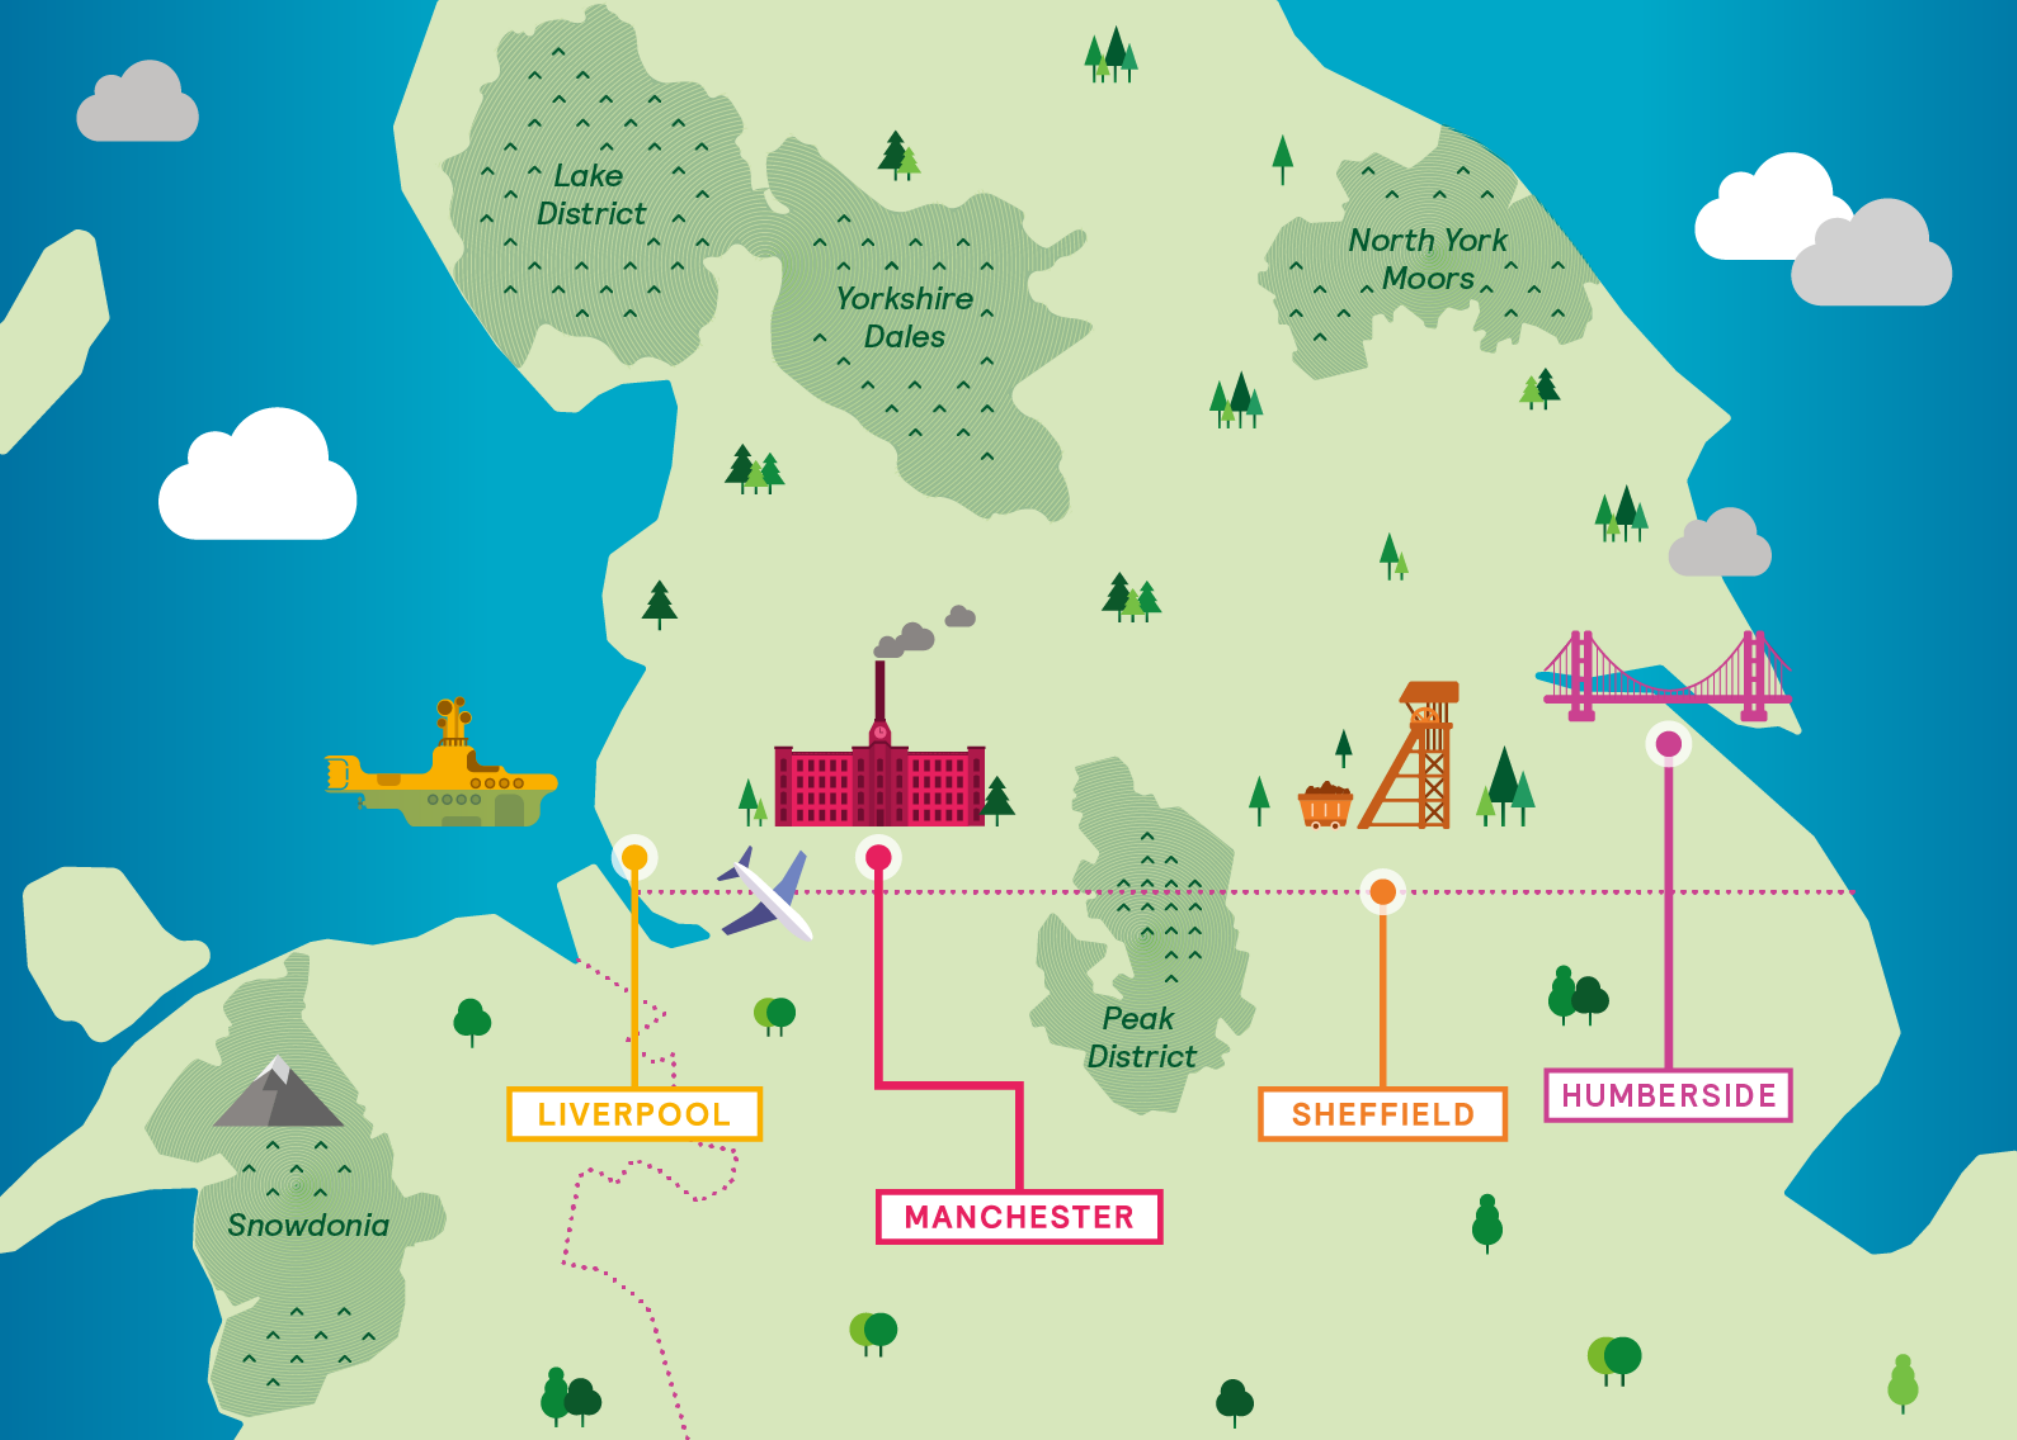 Lake
District
Yorkshire
Dales
North York
Moors
Peak
District
Snowdonia
LIVERPOOL
MANCHESTER
SHEFFIELD
HUMBERSIDE